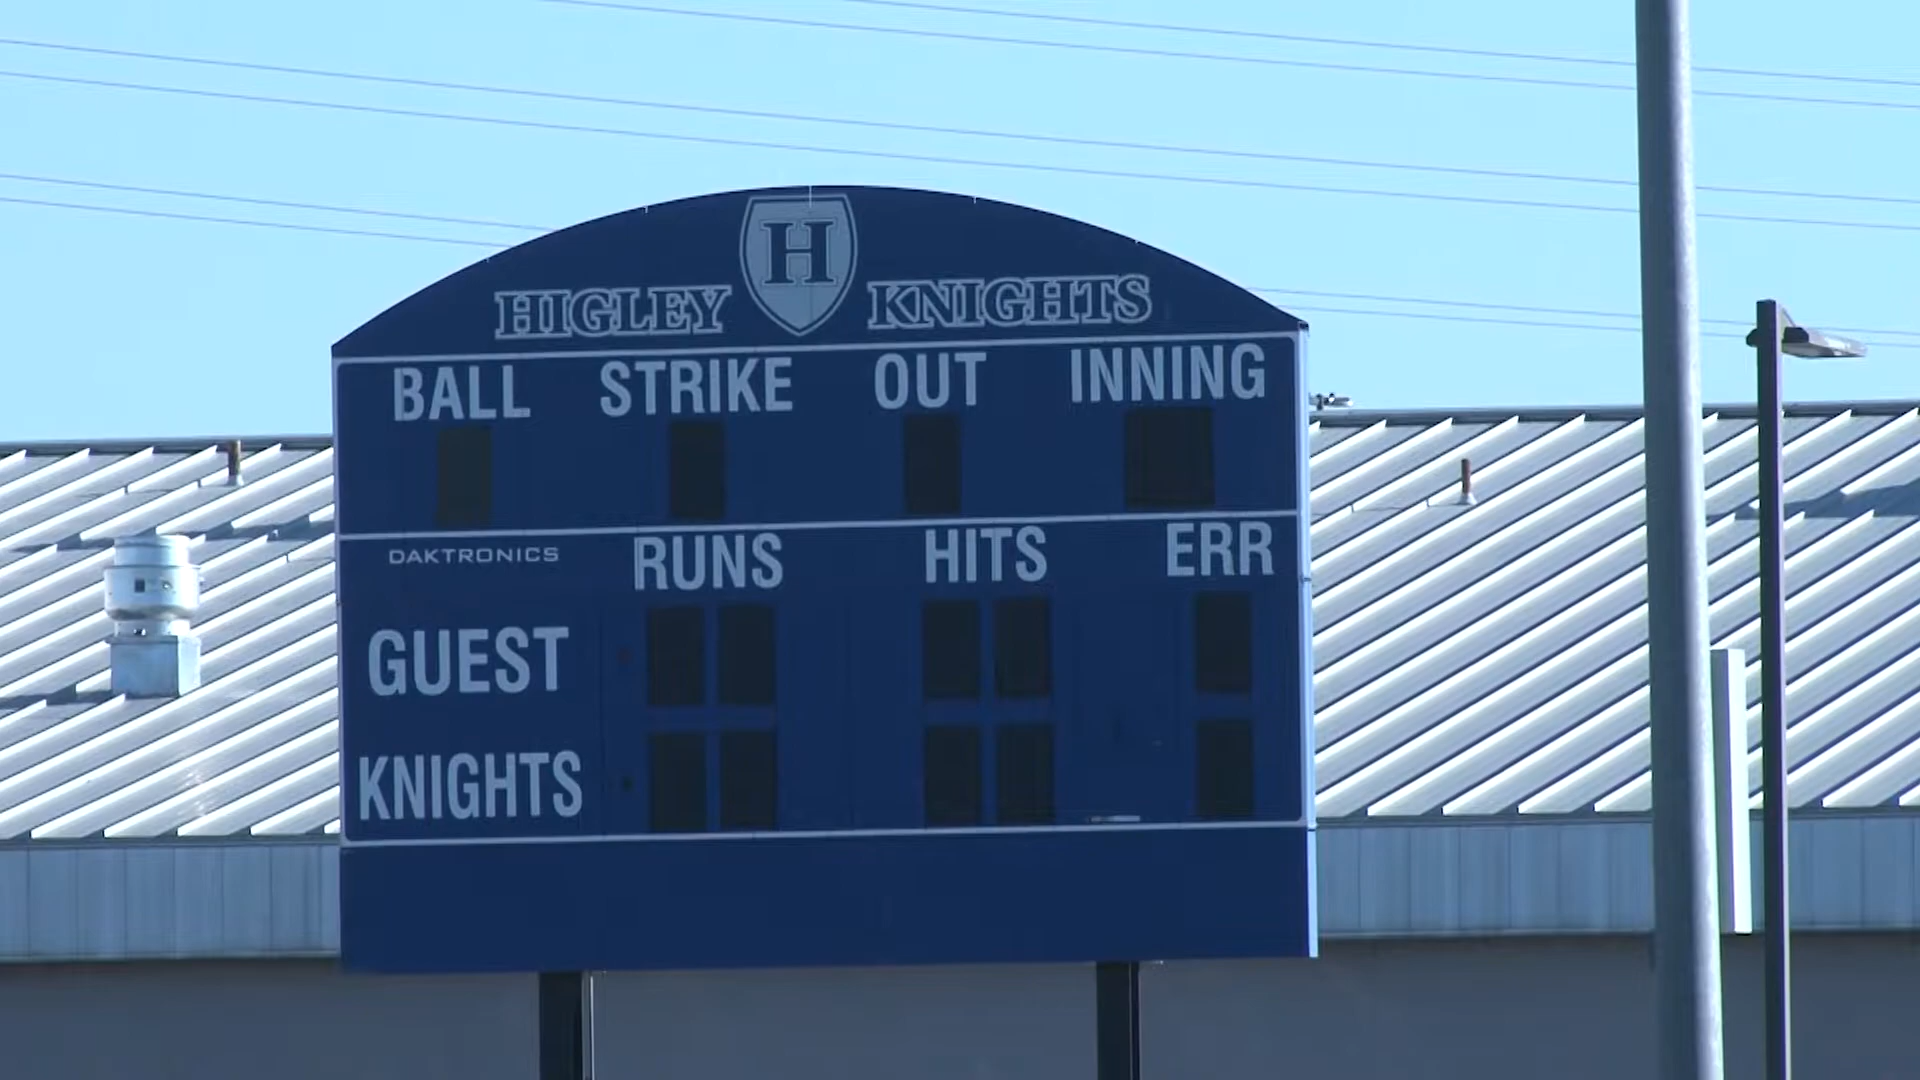 H
HIGLEY KNIGHTS
BALL STRIKE OUT INNING
DAKTRONICS RUNS HITS ERR
GUEST
KNIGHTS